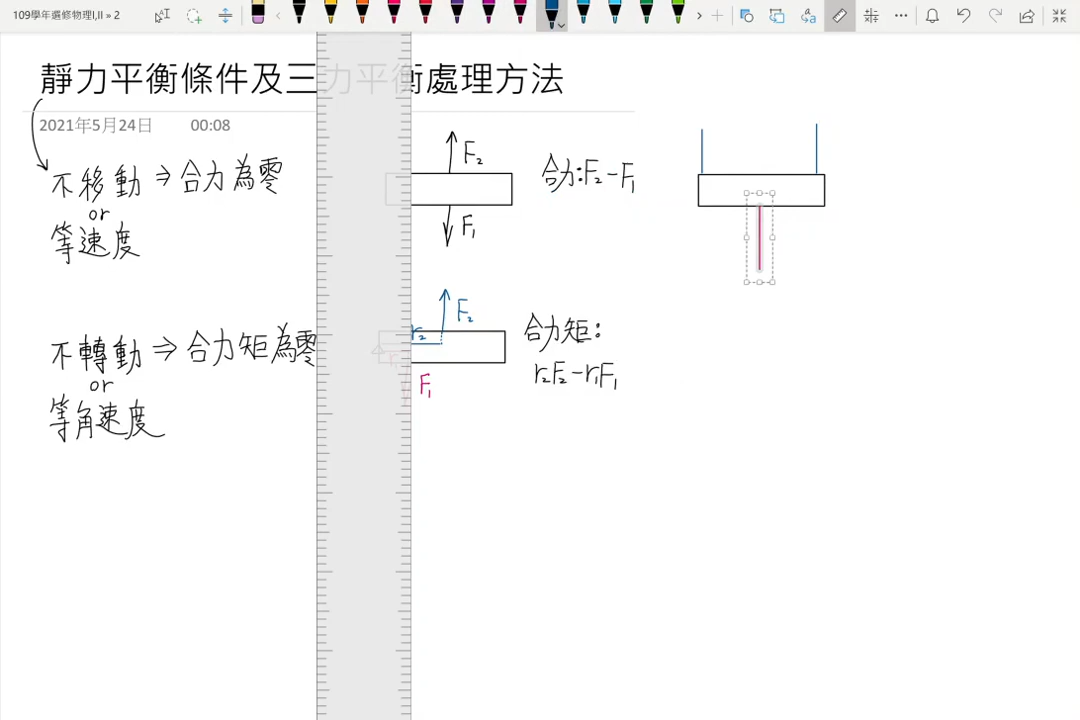 109學年選修物理I,II » 2
靜力平衡條件及三力平衡處理方法
2021年5月24日 00:08
不移動 ⇒ 合力為零
or
等速度
F₂
F₁
合力:F₂-F₁
不轉動 ⇒ 合力矩為零
or
等角速度
F₂
r₂
r₁
F₁
合力矩:
r₂F₂-r₁F₁